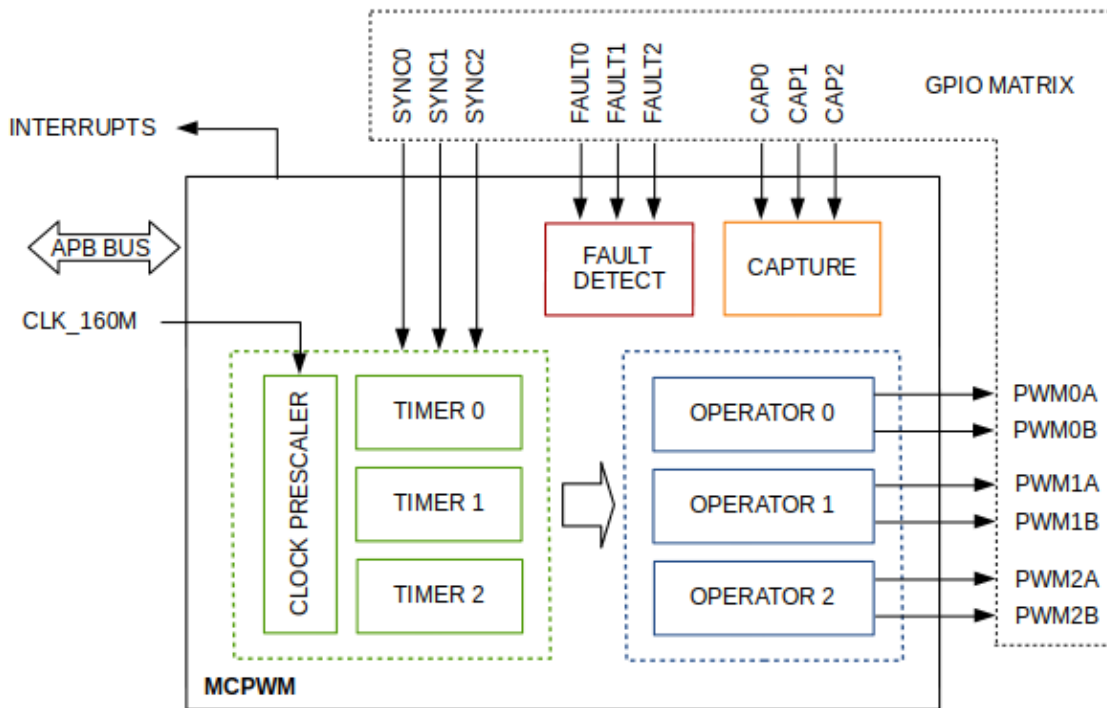 SYNC0
SYNC1
SYNC2
FAULT0
FAULT1
FAULT2
CAP0
CAP1
CAP2
GPIO MATRIX
INTERRUPTS
APB BUS
CLK_160M
FAULT
DETECT
CAPTURE
CLOCK PRESCALER
TIMER 0
TIMER 1
TIMER 2
OPERATOR 0
OPERATOR 1
OPERATOR 2
PWM0A
PWM0B
PWM1A
PWM1B
PWM2A
PWM2B
MCPWM